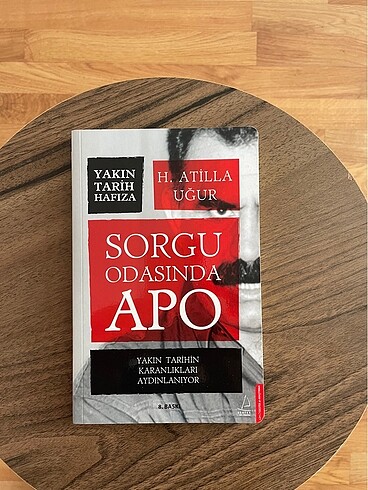 YAKIN
TARİH
HAFIZA
H. ATİLLA
UĞUR
SORGU
ODASINDA
APO
YAKIN TARİHİN
KARANLIKLARI
AYDINLANIYOR
8. BASKI